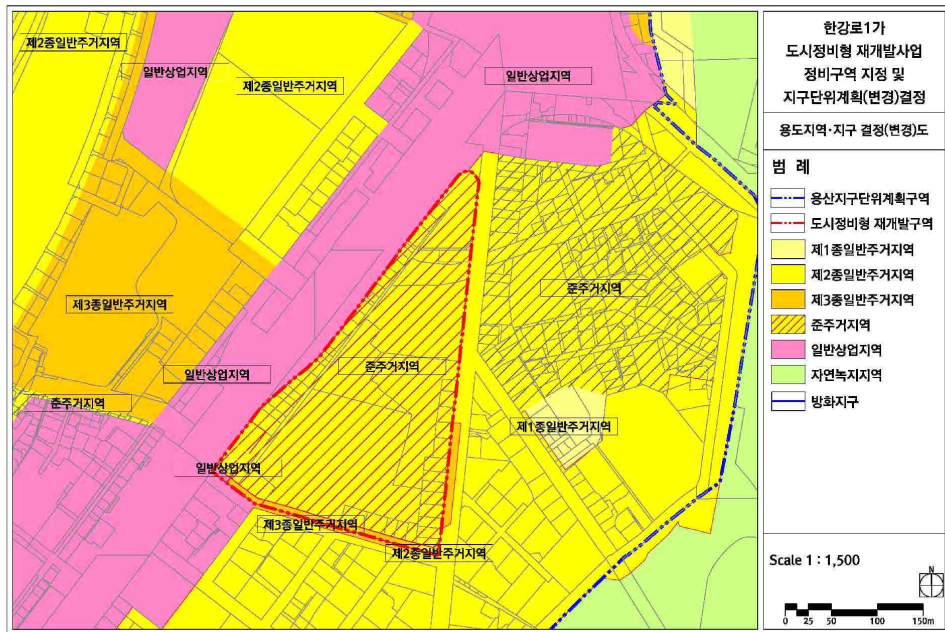 제2종일반주거지역
일반상업지역
제2종일반주거지역
일반상업지역
제3종일반주거지역
준주거지역
준주거지역
일반상업지역
준주거지역
제1종일반주거지역
일반상업지역
제3종일반주거지역
제2종일반주거지역
한강로1가
도시정비형 재개발사업
정비구역 지정 및
지구단위계획(변경)결정
용도지역·지구 결정(변경)도
범 례
용산지구단위계획구역
도시정비형 재개발구역
제1종일반주거지역
제2종일반주거지역
제3종일반주거지역
준주거지역
일반상업지역
자연녹지지역
방화지구
Scale 1 : 1,500
N
0 25 50 100 150m